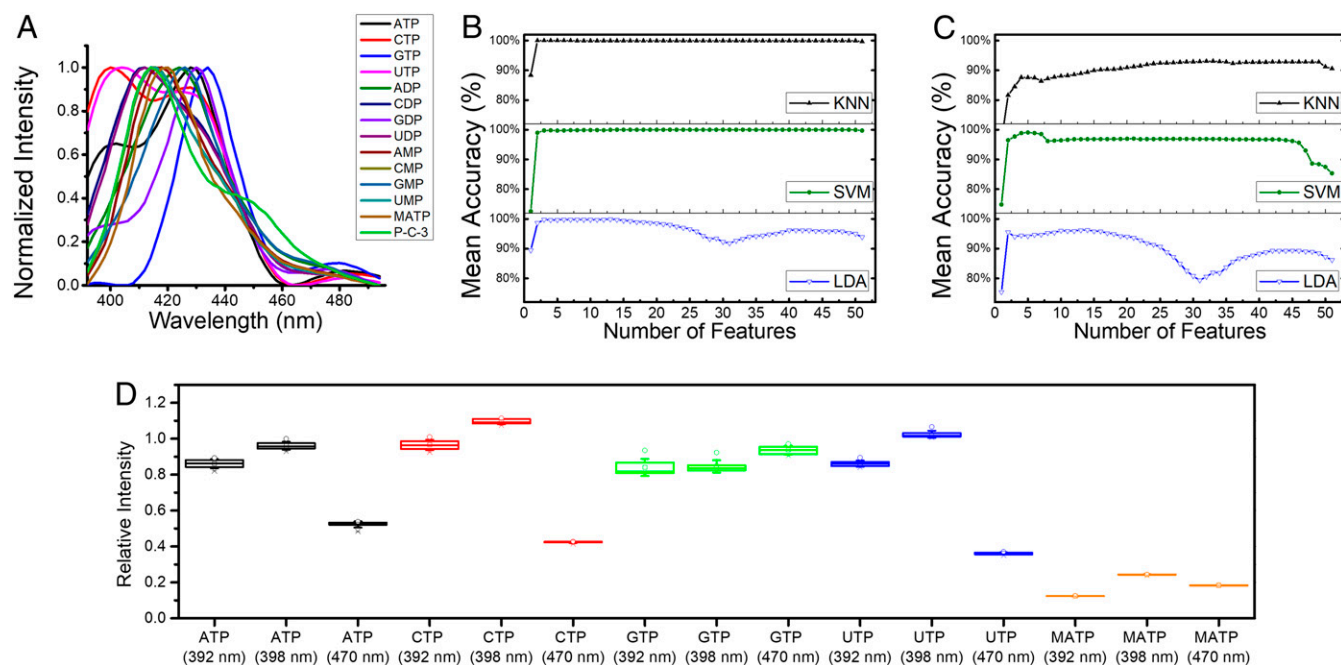 A
Normalized Intensity
1.0
0.8
0.6
0.4
0.2
0.0
400
420
440
460
480
Wavelength (nm)
ATP
CTP
GTP
UTP
ADP
CDP
GDP
UDP
AMP
CMP
GMP
UMP
MATP
P-C-3
B
Mean Accuracy (%)
100%
90%
80%
KNN
100%
90%
80%
SVM
100%
90%
80%
LDA
0 5 10 15 20 25 30 35 40 45 50
Number of Features
C
Mean Accuracy (%)
100%
90%
80%
KNN
100%
90%
80%
SVM
100%
90%
80%
LDA
0 5 10 15 20 25 30 35 40 45 50
Number of Features
D
Relative Intensity
1.2
1.0
0.8
0.6
0.4
0.2
0.0
ATP ATP ATP CTP CTP CTP GTP GTP GTP UTP UTP UTP MATP MATP MATP
(392 nm) (398 nm) (470 nm) (392 nm) (398 nm) (470 nm) (392 nm) (398 nm) (470 nm) (392 nm) (398 nm) (470 nm) (392 nm) (398 nm) (470 nm)